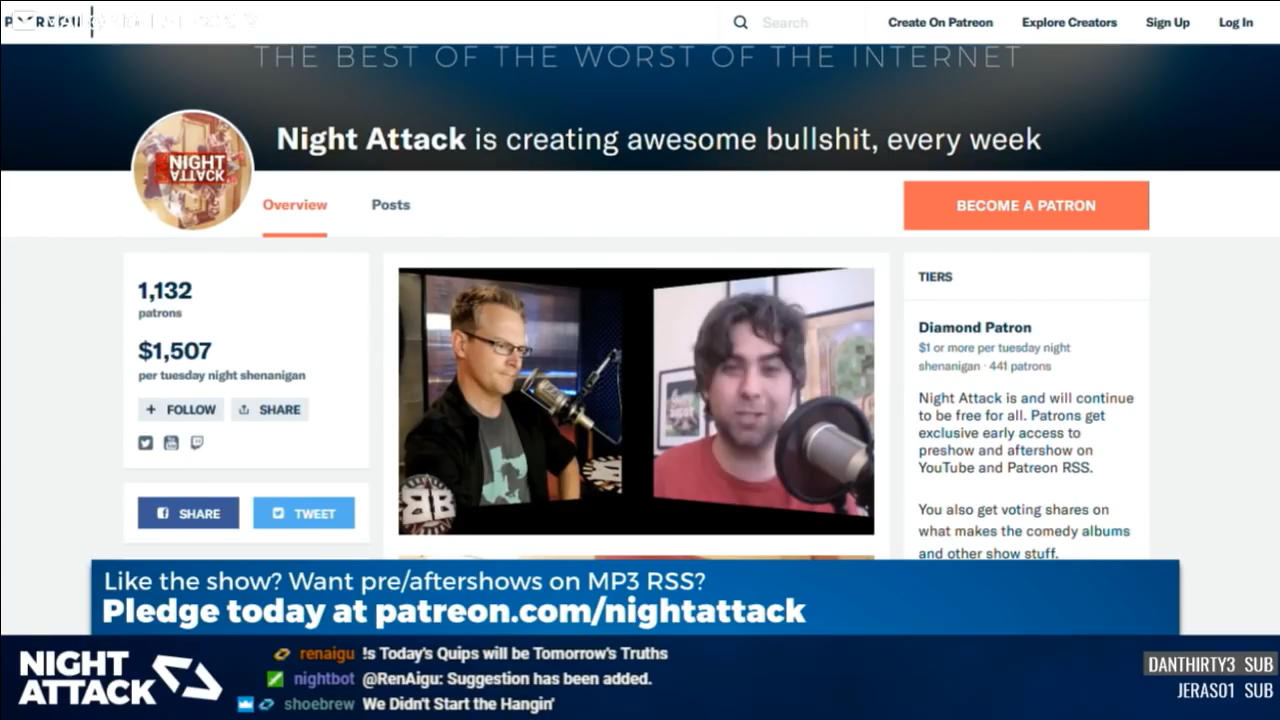 Search
Create On Patreon
Explore Creators
Sign Up
Log In
THE BEST OF THE WORST OF THE INTERNET
NIGHT
ATTACK
Night Attack is creating awesome bullshit, every week
Overview
Posts
BECOME A PATRON
1,132
patrons
$1,507
per tuesday night shenanigan
+ FOLLOW
SHARE
SHARE
TWEET
BB
TIERS
Diamond Patron
$1 or more per tuesday night
shenanigan · 441 patrons
Night Attack is and will continue
to be free for all. Patrons get
exclusive early access to
preshow and aftershow on
YouTube and Patreon RSS.
You also get voting shares on
what makes the comedy albums
and other show stuff.
Like the show? Want pre/aftershows on MP3 RSS?
Pledge today at patreon.com/nightattack
NIGHT
ATTACK
renaigu !s Today's Quips will be Tomorrow's Truths
nightbot @RenAigu: Suggestion has been added.
shoebrew We Didn't Start the Hangin'
DANTHIRTY3 SUB
JERAS01 SUB